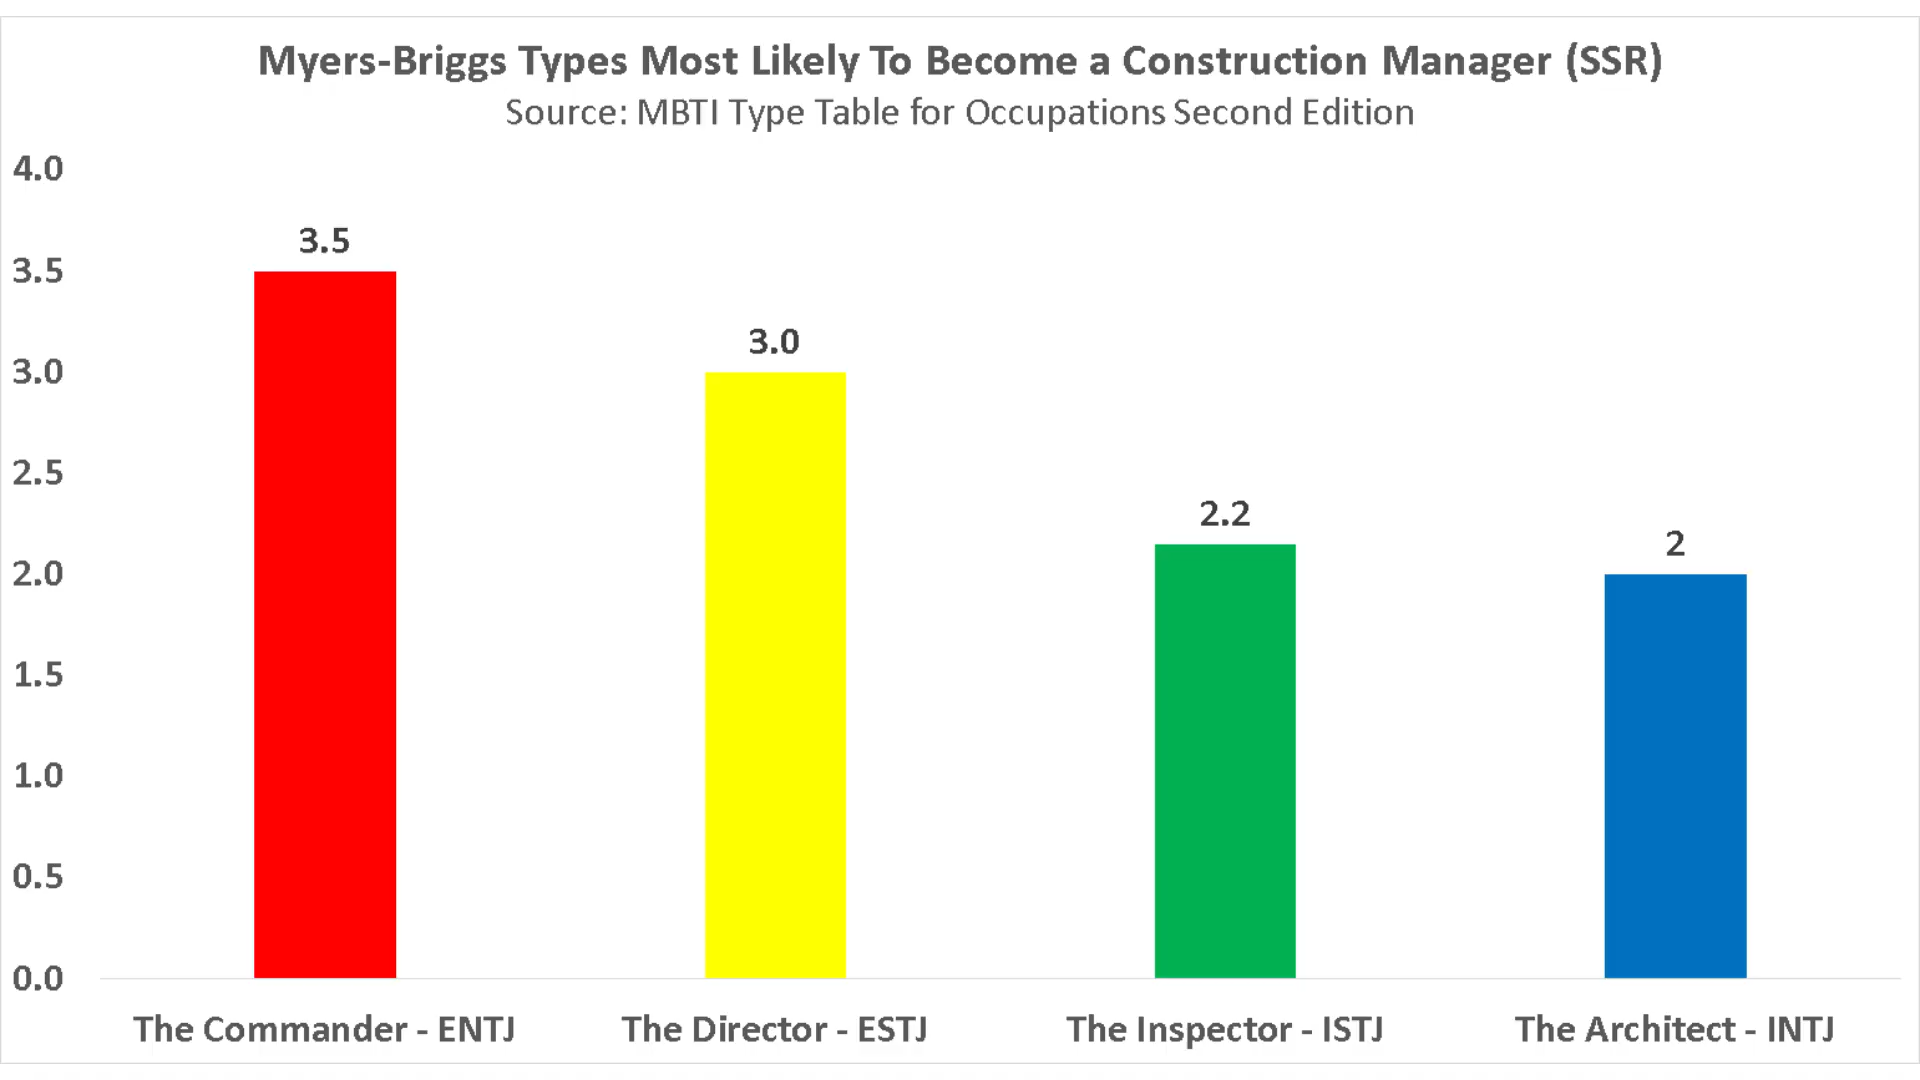 Myers-Briggs Types Most Likely To Become a Construction Manager (SSR)
Source: MBTI Type Table for Occupations Second Edition
4.0
3.5
3.0
2.5
2.0
1.5
1.0
0.5
0.0
3.5
3.0
2.2
2
The Commander - ENTJ
The Director - ESTJ
The Inspector - ISTJ
The Architect - INTJ